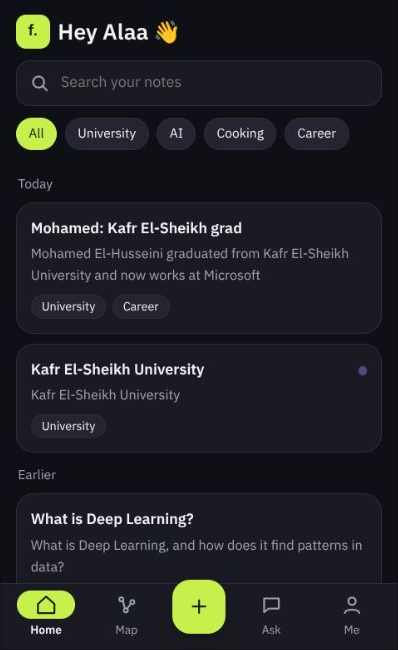 f.
Hey Alaa 👋
Search your notes
All University AI Cooking Career
Today
Mohamed: Kafr El-Sheikh grad
Mohamed El-Husseini graduated from Kafr El-Sheikh
University and now works at Microsoft
University Career
Kafr El-Sheikh University
Kafr El-Sheikh University
University
Earlier
What is Deep Learning?
What is Deep Learning, and how does it find patterns in
data?
+
Home Map Ask Me